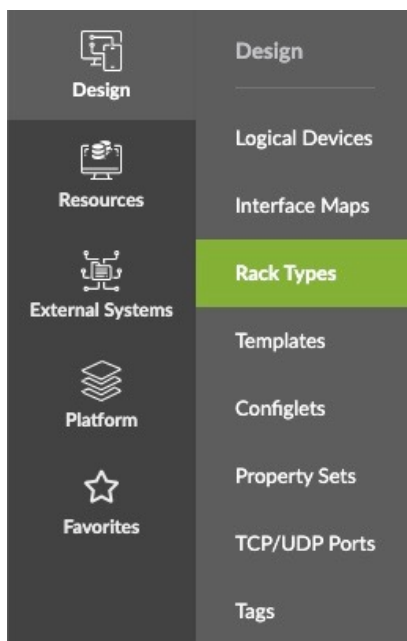 Design
Resources
External Systems
Platform
Favorites
Design
Logical Devices
Interface Maps
Rack Types
Templates
Configlets
Property Sets
TCP/UDP Ports
Tags